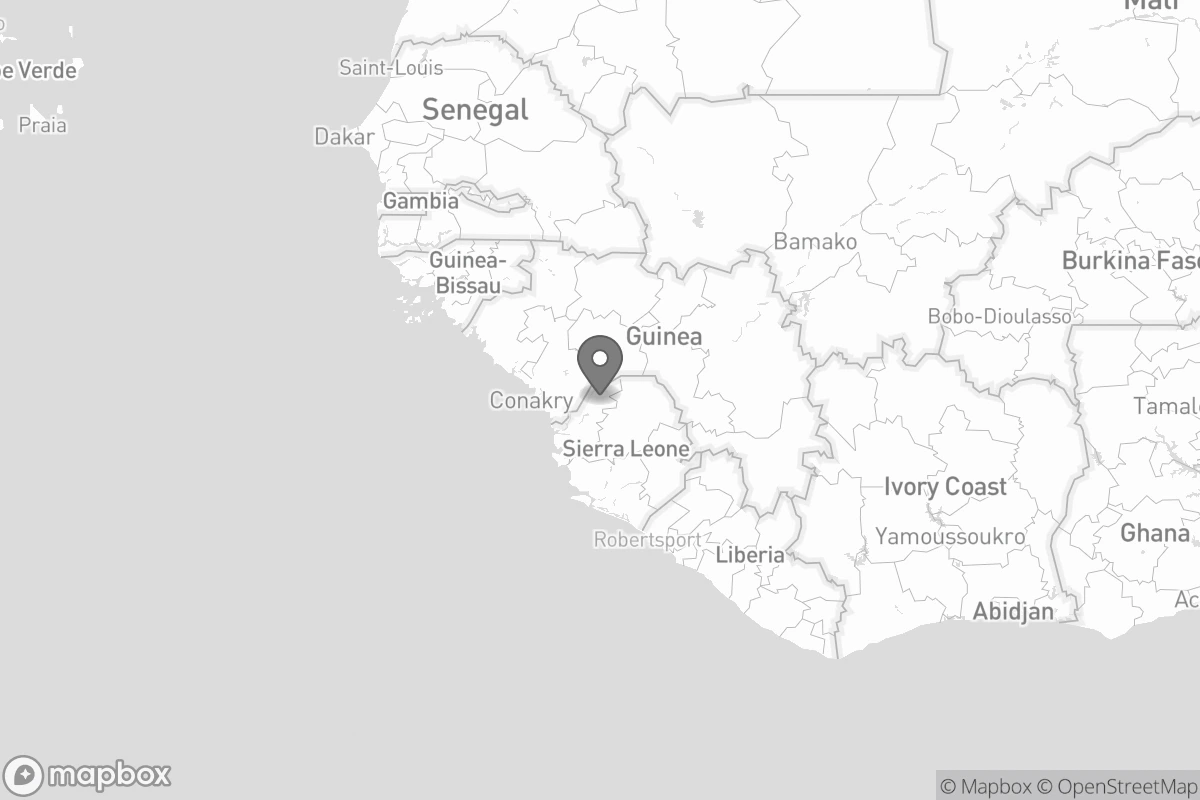 Mali
Saint-Louis
Cape Verde
Senegal
Praia
Dakar
Gambia
Bamako
Guinea-
Bissau
Burkina Faso
Bobo-Dioulasso
Guinea
Conakry
Tamale
Sierra Leone
Ivory Coast
Yamoussoukro
Ghana
Robertsport
Liberia
Abidjan
Ac
mapbox
© Mapbox © OpenStreetMap